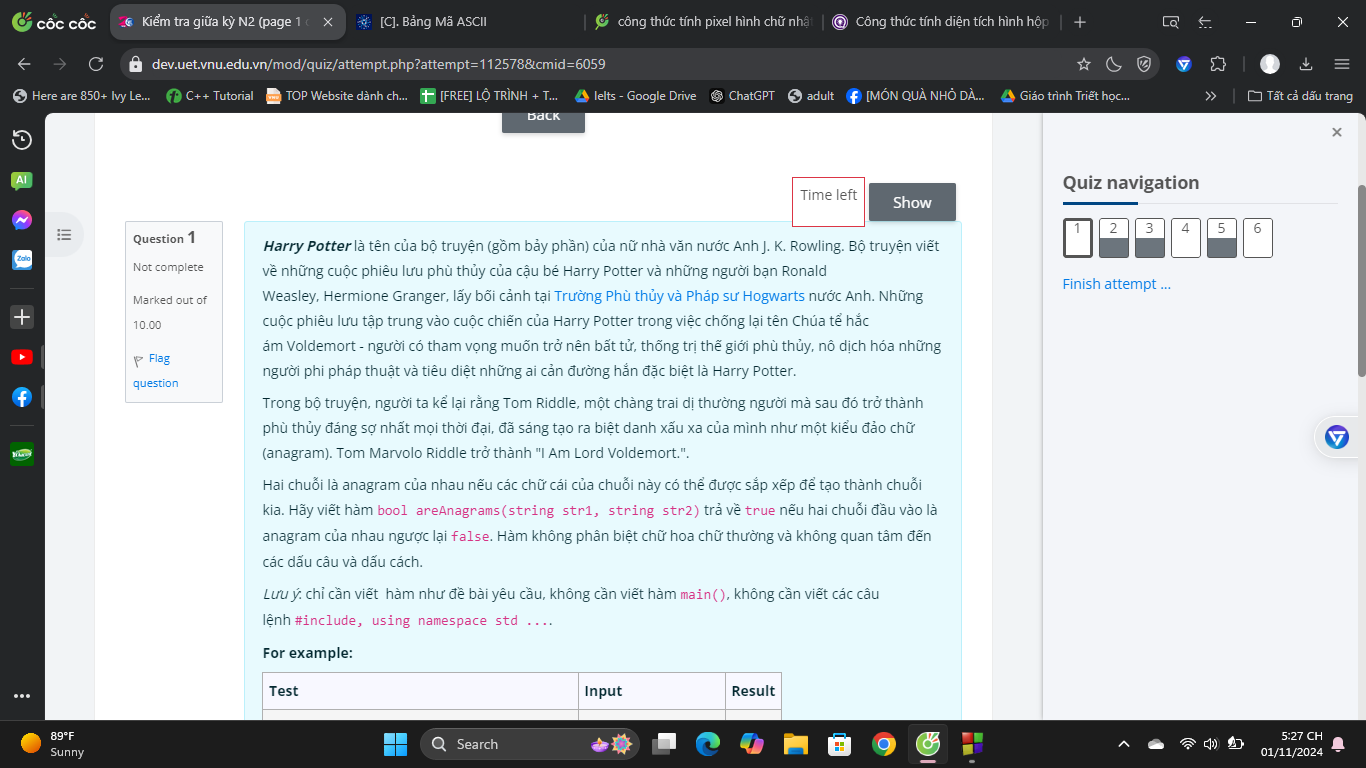 cốc cốc
Kiểm tra giữa kỳ N2 (page 1
[C]. Bảng Mã ASCII
công thức tính pixel hình chữ nhậ
Công thức tính diện tích hình hộp
dev.uet.vnu.edu.vn/mod/quiz/attempt.php?attempt=112578&cmid=6059
Here are 850+ Ivy Le...
C++ Tutorial
TOP Website dành ch...
[FREE] LỘ TRÌNH + T...
Ielts - Google Drive
ChatGPT
adult
[MÓN QUÀ NHỎ DÀ...
Giáo trình Triết học...
Tất cả dấu trang
Back
Time left
Show
Question 1
Not complete
Marked out of
10.00
Flag
question
Harry Potter là tên của bộ truyện (gồm bảy phần) của nữ nhà văn nước Anh J. K. Rowling. Bộ truyện viết
về những cuộc phiêu lưu phù thủy của cậu bé Harry Potter và những người bạn Ronald
Weasley, Hermione Granger, lấy bối cảnh tại Trường Phù thủy và Pháp sư Hogwarts nước Anh. Những
cuộc phiêu lưu tập trung vào cuộc chiến của Harry Potter trong việc chống lại tên Chúa tể hắc
ám Voldemort - người có tham vọng muốn trở nên bất tử, thống trị thế giới phù thủy, nô dịch hóa những
người phi pháp thuật và tiêu diệt những ai cản đường hắn đặc biệt là Harry Potter.
Trong bộ truyện, người ta kể lại rằng Tom Riddle, một chàng trai dị thường người mà sau đó trở thành
phù thủy đáng sợ nhất mọi thời đại, đã sáng tạo ra biệt danh xấu xa của mình như một kiểu đảo chữ
(anagram). Tom Marvolo Riddle trở thành "I Am Lord Voldemort.".
Hai chuỗi là anagram của nhau nếu các chữ cái của chuỗi này có thể được sắp xếp để tạo thành chuỗi
kia. Hãy viết hàm bool areAnagrams(string str1, string str2) trả về true nếu hai chuỗi đầu vào là
anagram của nhau ngược lại false. Hàm không phân biệt chữ hoa chữ thường và không quan tâm đến
các dấu câu và dấu cách.
Lưu ý: chỉ cần viết hàm như đề bài yêu cầu, không cần viết hàm main(), không cần viết các câu
lệnh #include, using namespace std ....
For example:
Test Input Result
Quiz navigation
1 2 3 4 5 6
Finish attempt ...
AI
Zalo
89°F
Sunny
Search
5:27 CH
01/11/2024